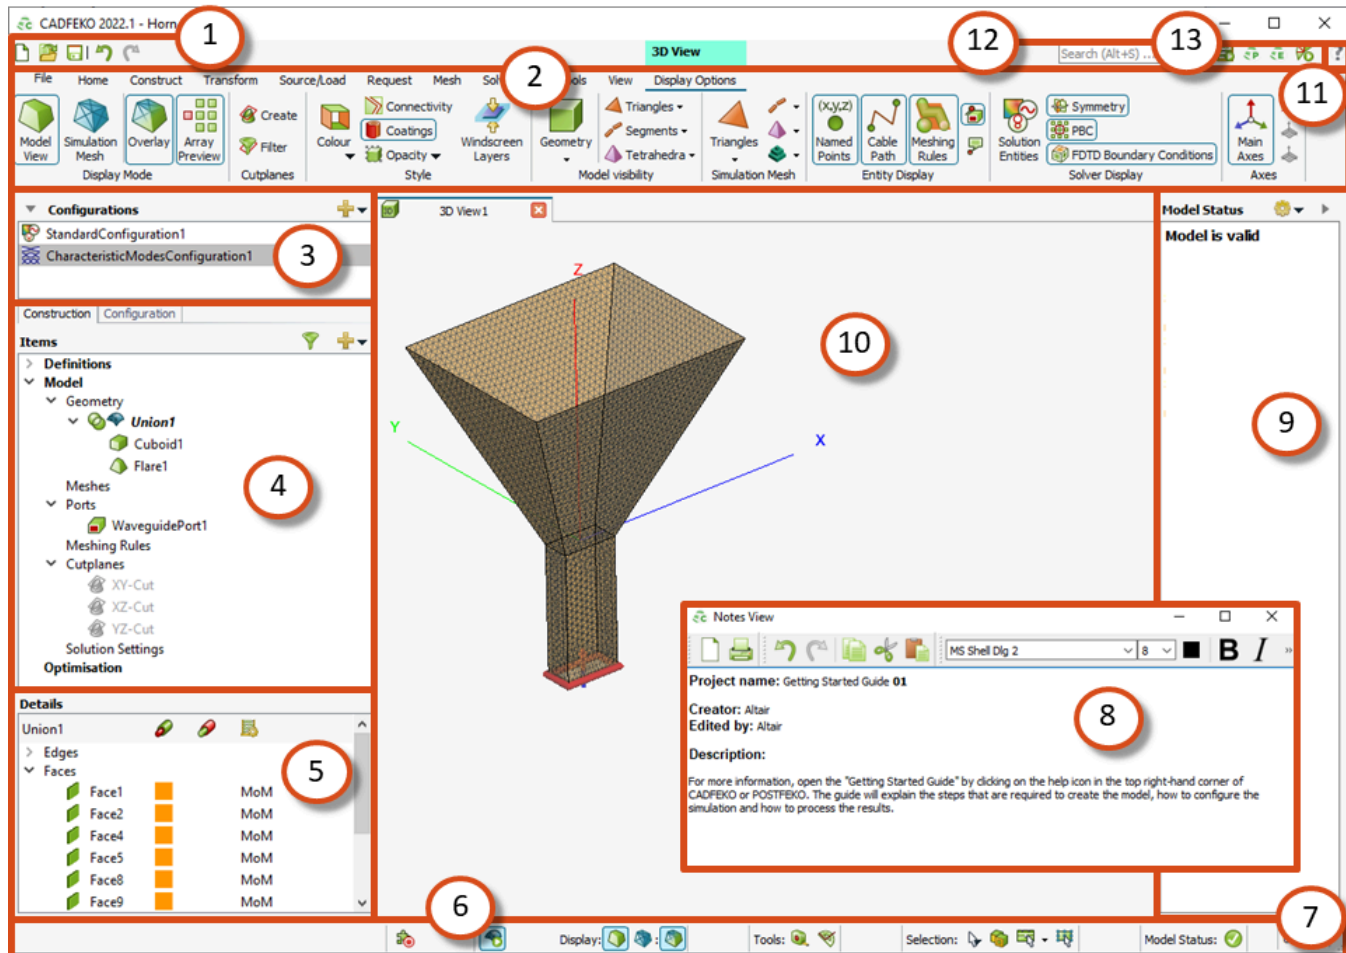 CADFEKO 2022.1 - Horn
1
12
13
3D View
Search (Alt+S) ...
?
2
File Home Construct Transform Source/Load Request Mesh View Display Options
11
Model View
Simulation Mesh
Overlay
Array Preview
Display Mode
Create
Filter
Cutplanes
Colour
Connectivity
Coatings
Opacity
Windscreen Layers
Style
Geometry
Triangles
Segments
Tetrahedra
Model visibility
Triangles
Simulation Mesh
(x,y,z)
Named Points
Cable Path
Meshing Rules
Entity Display
Solution Entities
Symmetry
PBC
FDTD Boundary Conditions
Solver Display
Main Axes
Axes
Configurations
StandardConfiguration1
CharacteristicModesConfiguration1
3
Construction Configuration
Items
Definitions
Model
Geometry
Union1
Cuboid1
Flare1
Meshes
4
Ports
WaveguidePort1
Meshing Rules
Cutplanes
XY-Cut
XZ-Cut
YZ-Cut
Solution Settings
Optimisation
Details
Union1
Edges
Faces
5
Face1 MoM
Face2 MoM
Face4 MoM
Face5 MoM
Face8 MoM
Face9 MoM
3D View1
Z
Y
X
10
Model Status
Model is valid
9
Notes View
MS Shell Dlg 2 8 B I »
Project name: Getting Started Guide 01
Creator: Altair
Edited by: Altair
Description:
8
For more information, open the "Getting Started Guide" by clicking on the help icon in the top right-hand corner of
CADFEKO or POSTFEKO. The guide will explain the steps that are required to create the model, how to configure the
simulation and how to process the results.
6
7
Display: Tools: Selection: Model Status: